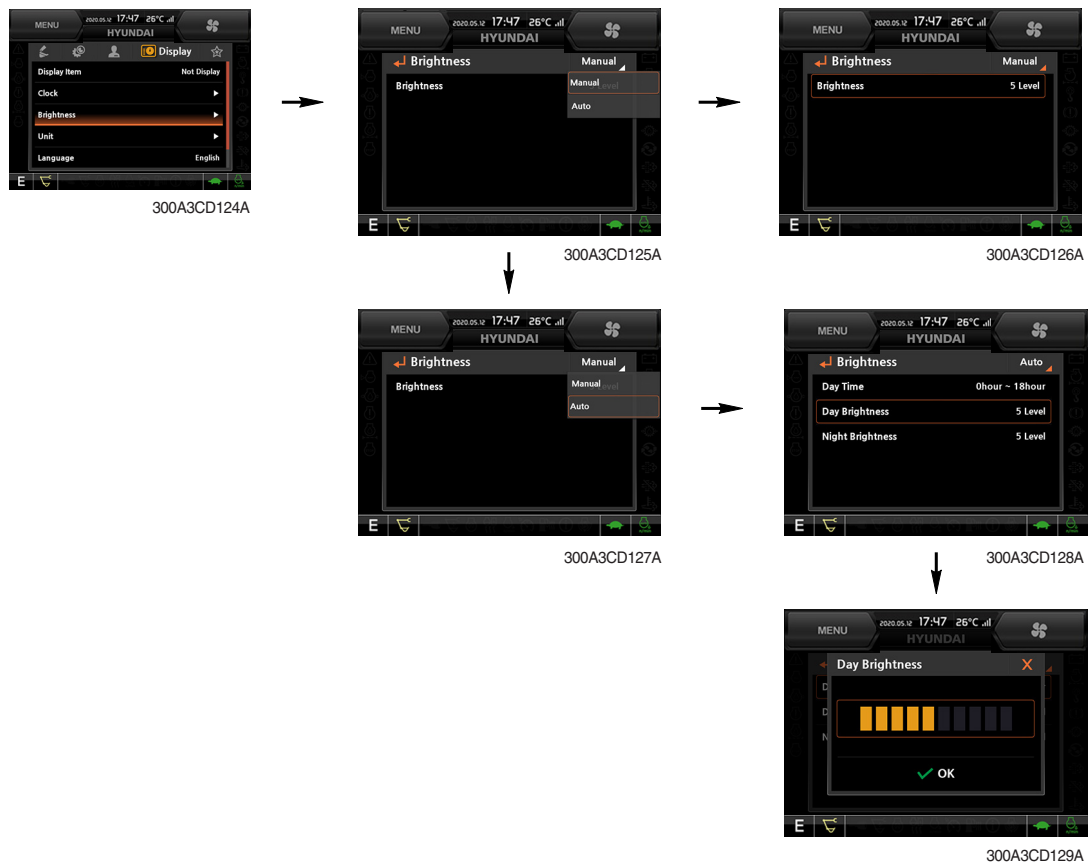 MENU
2020.05.12 17:47 26°C
HYUNDAI
Display
Display Item Not Display
Clock
Brightness
Unit
Language English
E
300A3CD124A
MENU
2020.05.12 17:47 26°C
HYUNDAI
Brightness Manual
Brightness
Manual
Auto
E
300A3CD125A
MENU
2020.05.12 17:47 26°C
HYUNDAI
Brightness Manual
Brightness 5 Level
E
300A3CD126A
MENU
2020.05.12 17:47 26°C
HYUNDAI
Brightness Manual
Brightness
Manual
Auto
E
300A3CD127A
MENU
2020.05.12 17:47 26°C
HYUNDAI
Brightness Auto
Day Time 0hour ~ 18hour
Day Brightness 5 Level
Night Brightness 5 Level
E
300A3CD128A
MENU
2020.05.12 17:47 26°C
HYUNDAI
Day Brightness X
OK
E
300A3CD129A